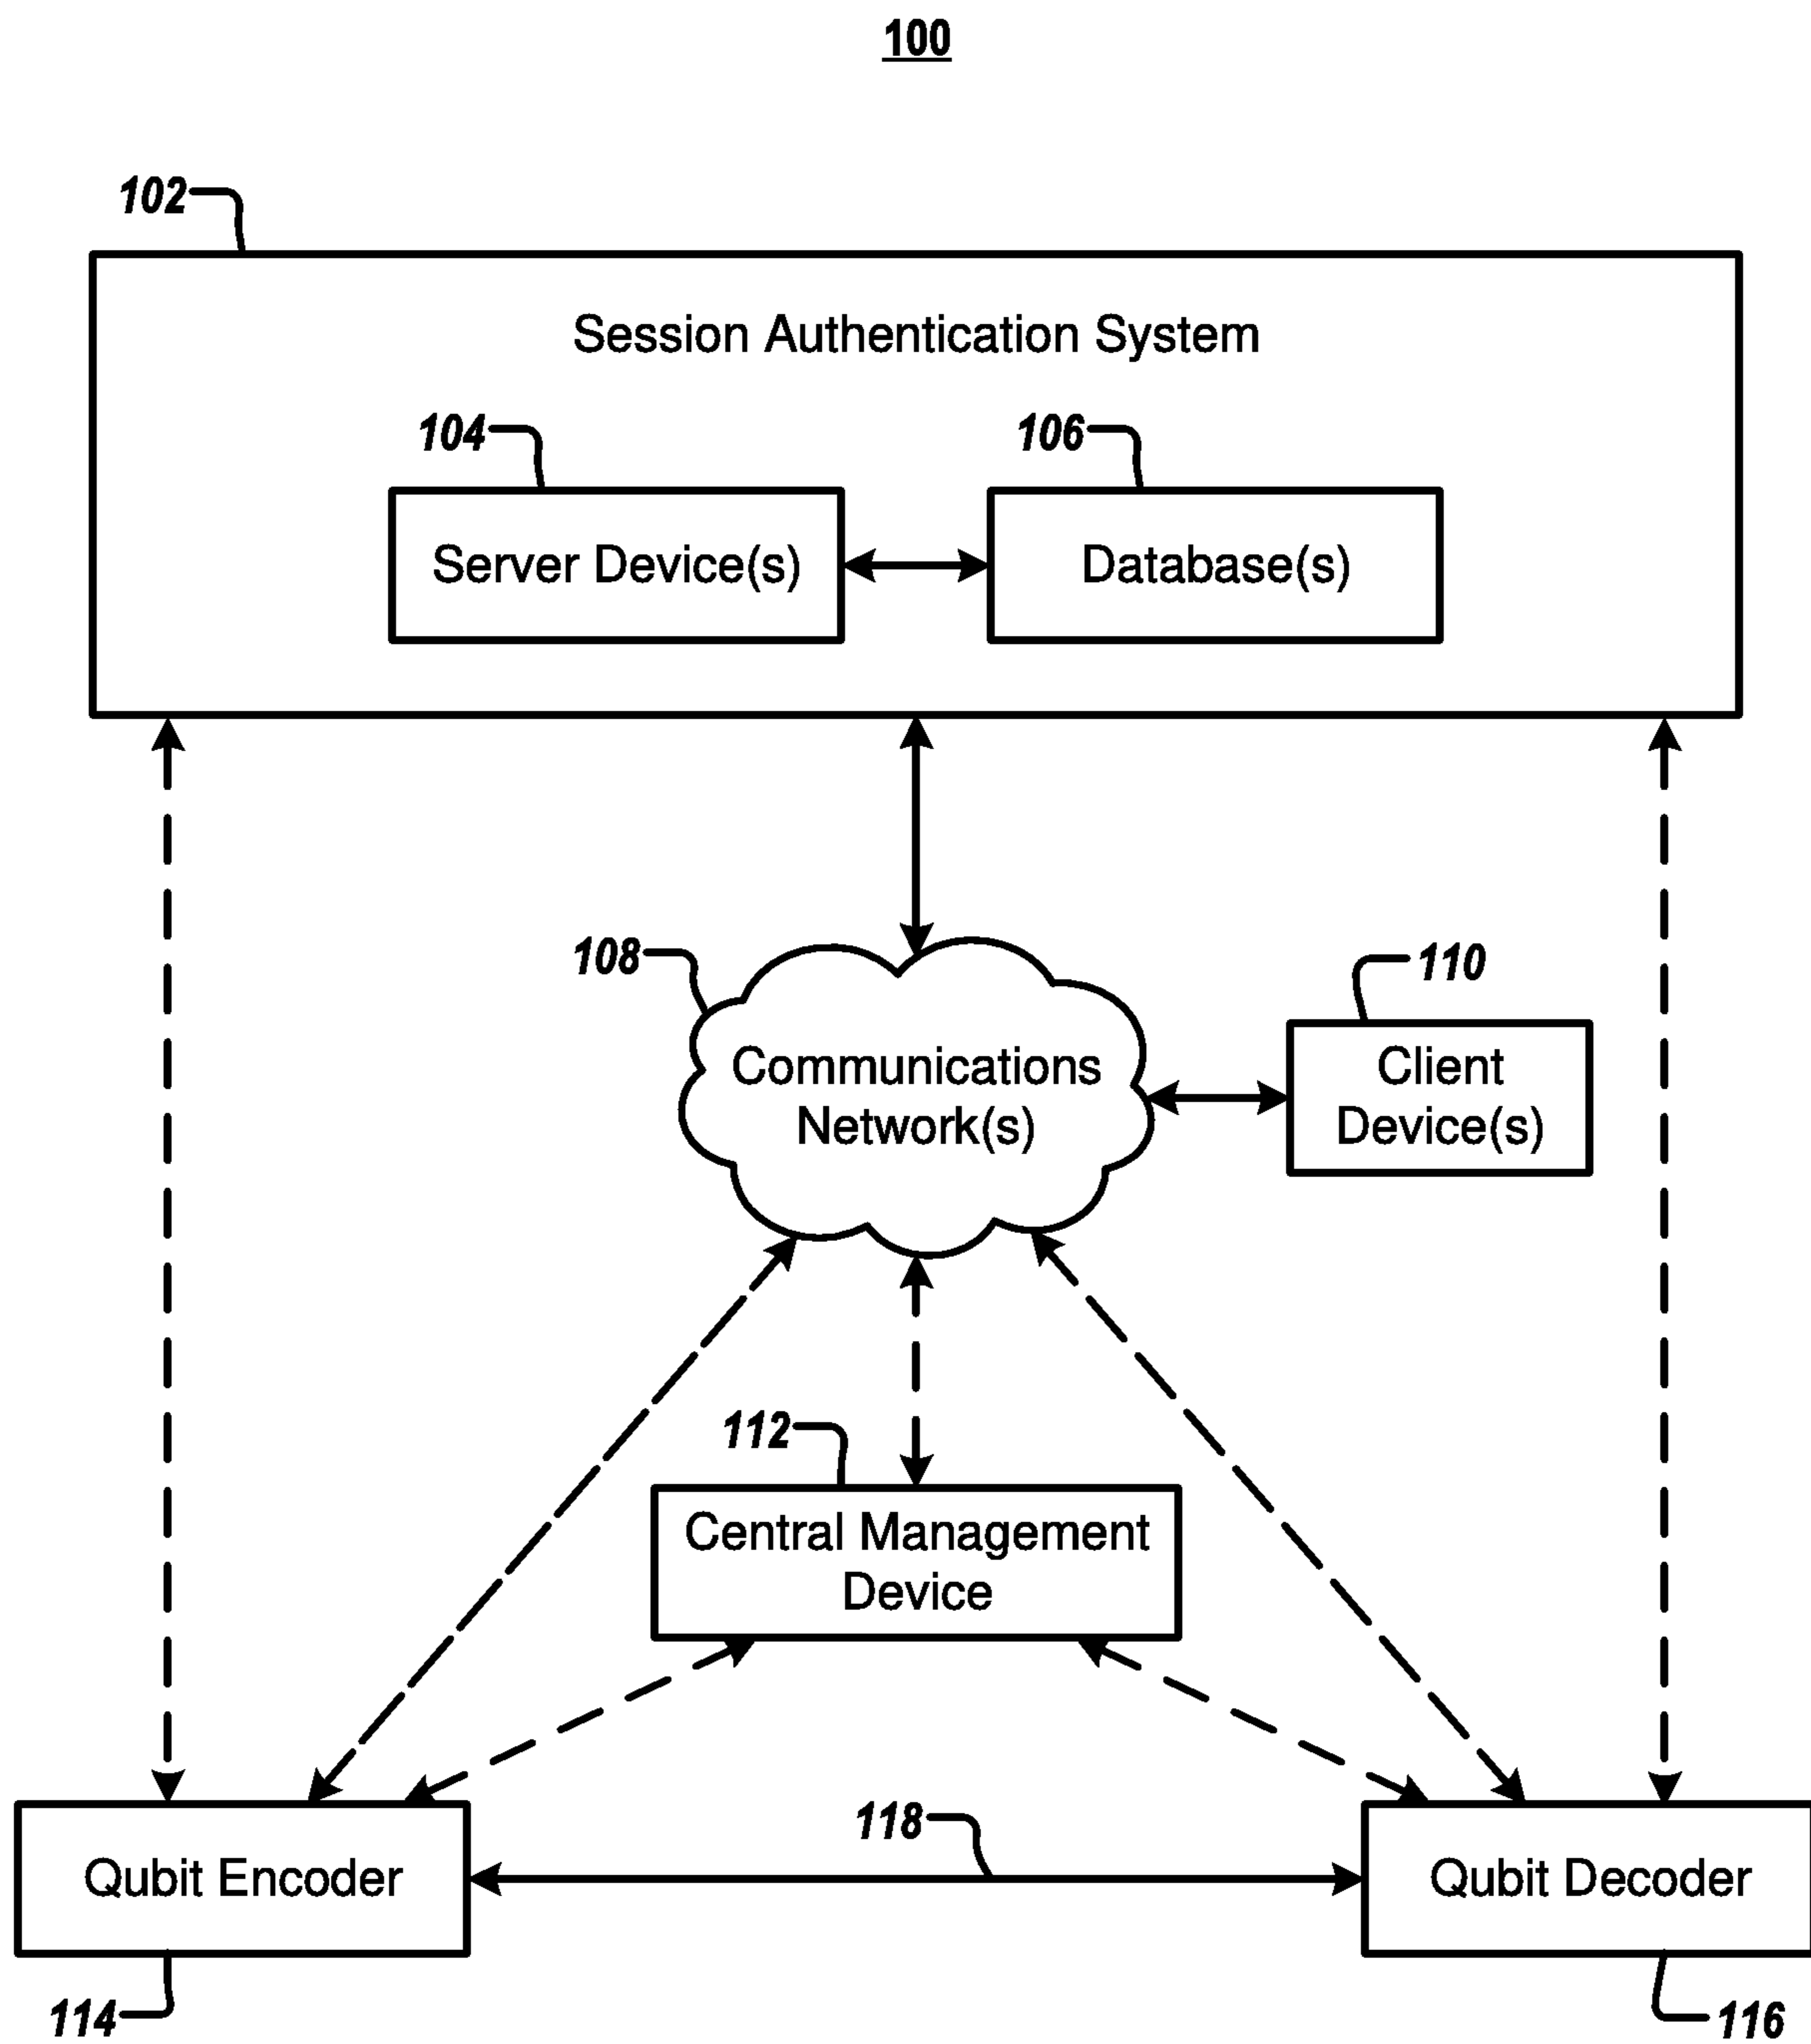 100
102
Session Authentication System
104
106
Server Device(s)
Database(s)
108
110
Communications
Network(s)
Client
Device(s)
112
Central Management
Device
118
Qubit Encoder
Qubit Decoder
114
116